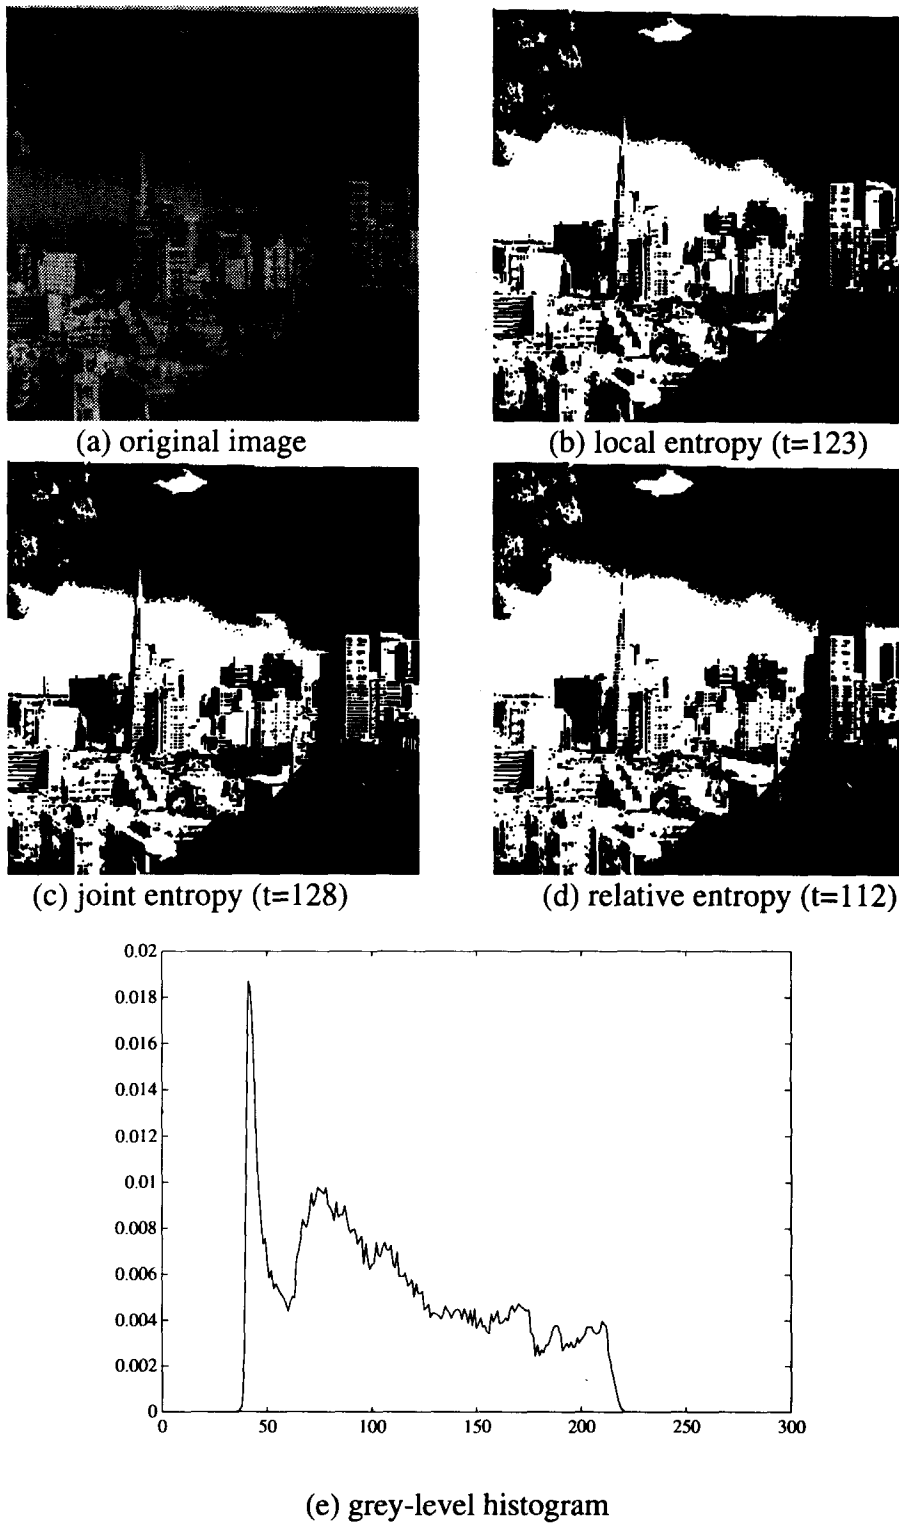 (a) original image
(b) local entropy (t=123)
(c) joint entropy (t=128)
(d) relative entropy (t=112)
0.02
0.018
0.016
0.014
0.012
0.01
0.008
0.006
0.004
0.002
0
0 50 100 150 200 250 300
(e) grey-level histogram